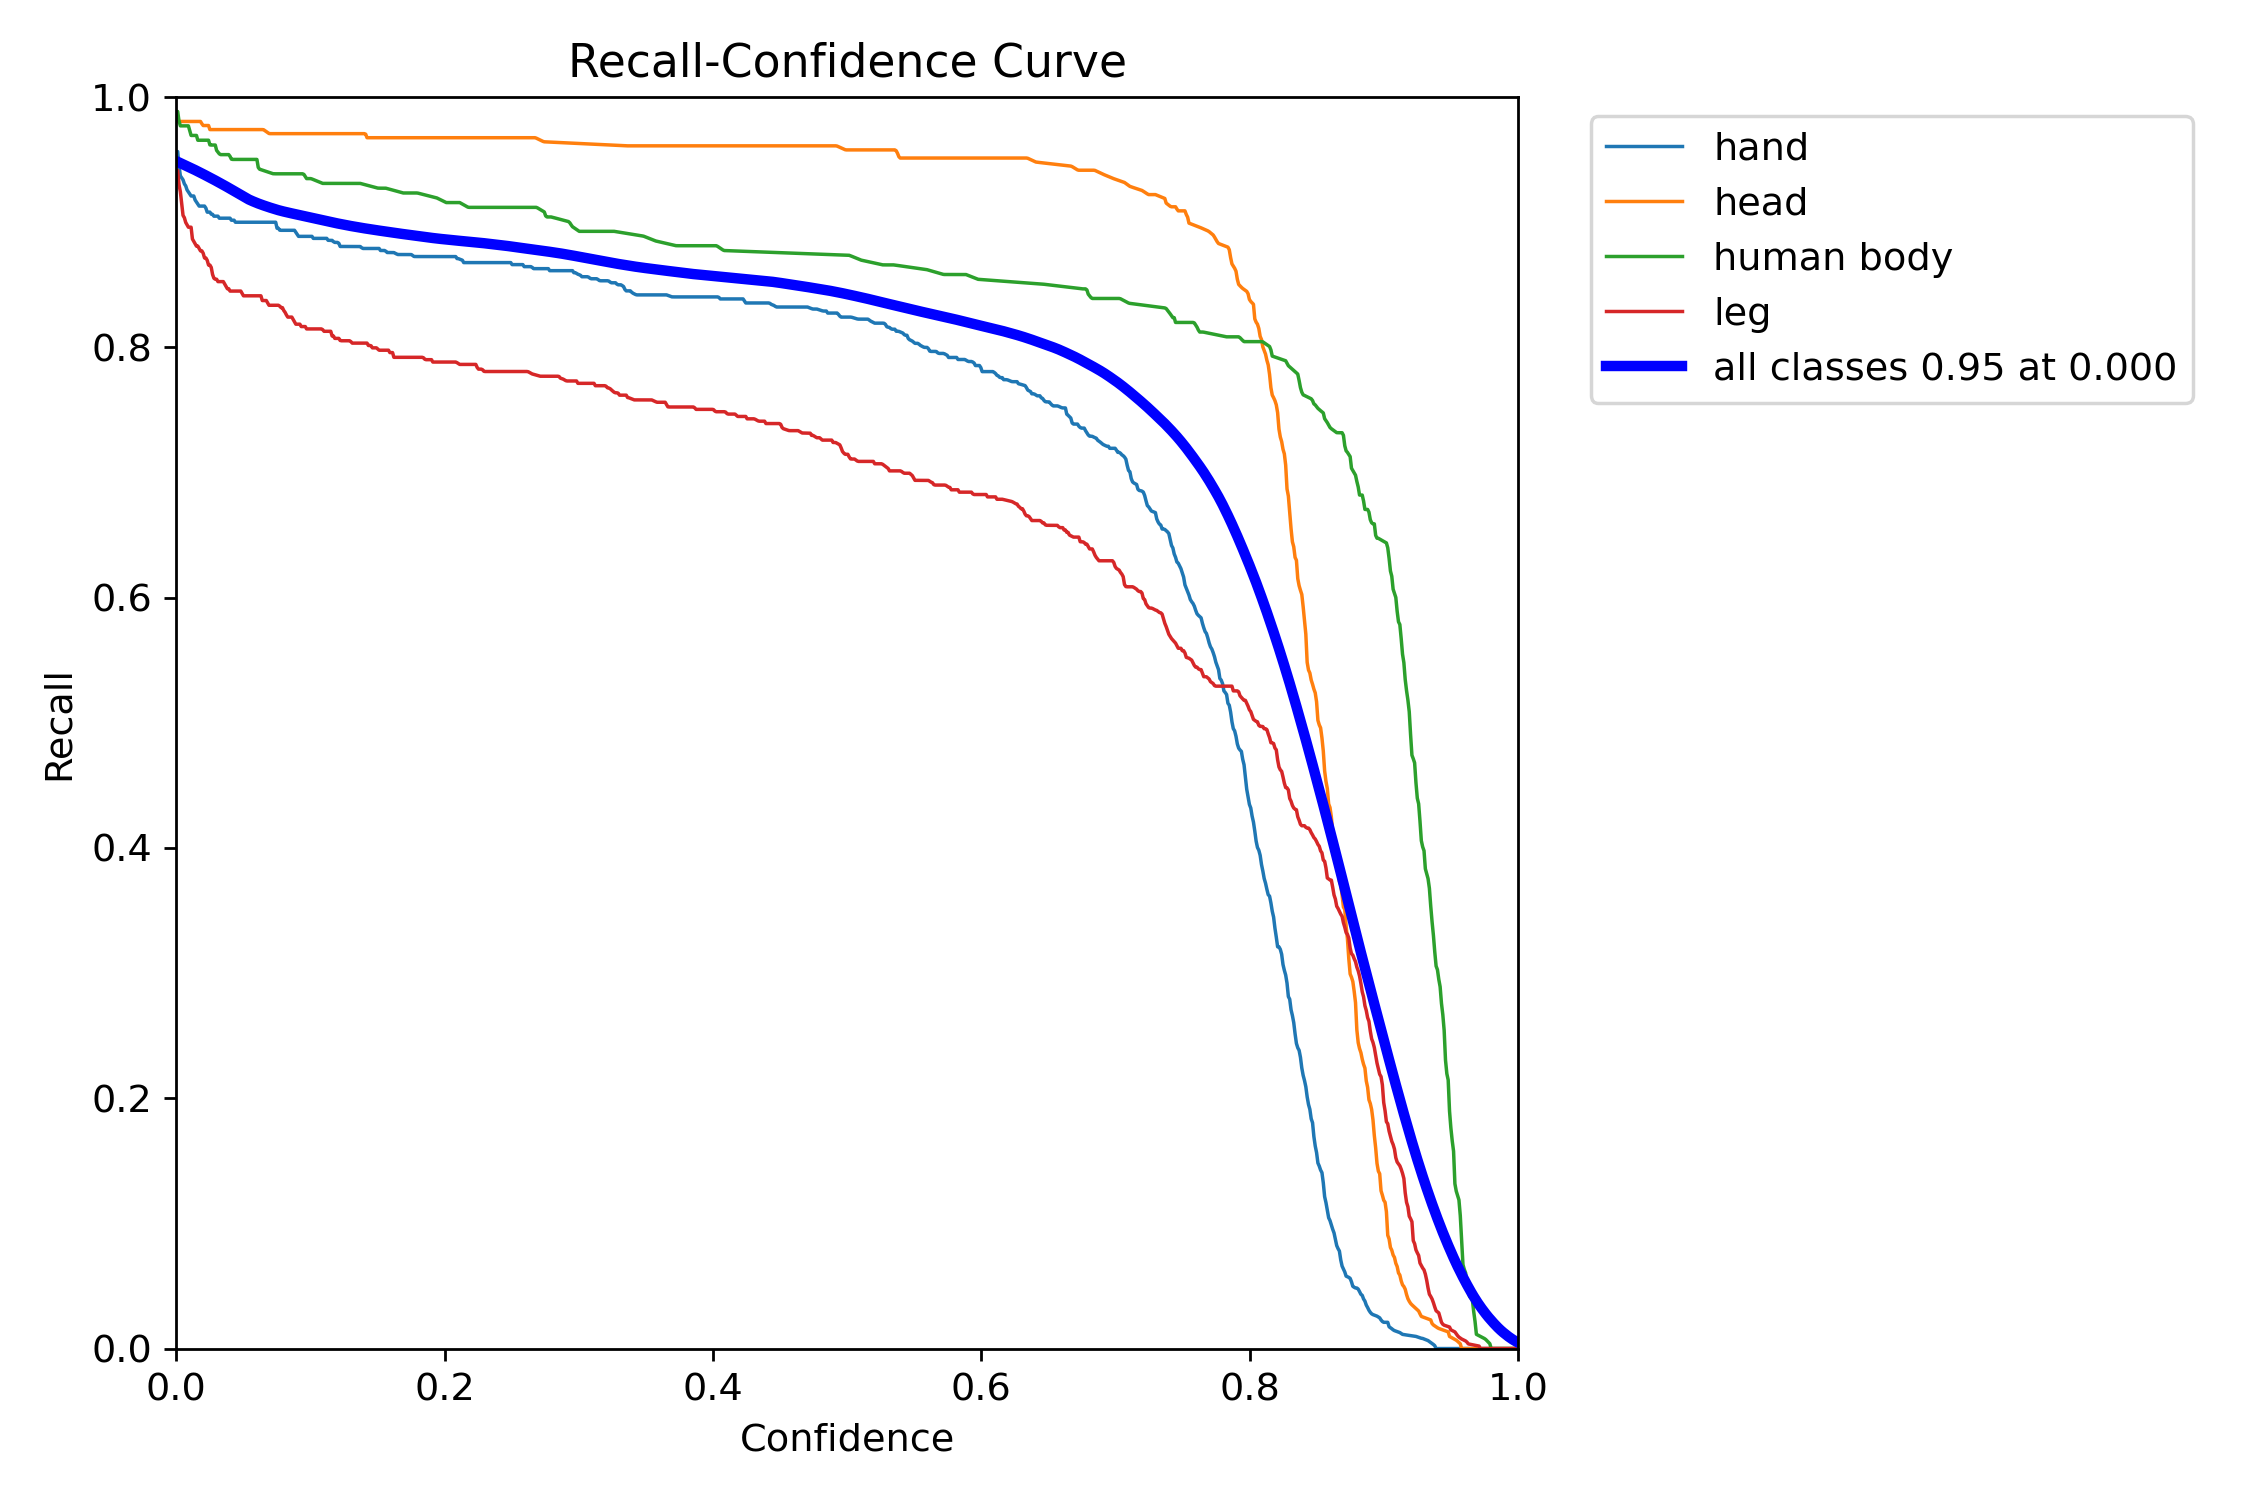 Recall-Confidence Curve
1.0
0.8
0.6
0.4
0.2
0.0
Recall
0.0 0.2 0.4 0.6 0.8 1.0
Confidence
hand
head
human body
leg
all classes 0.95 at 0.000